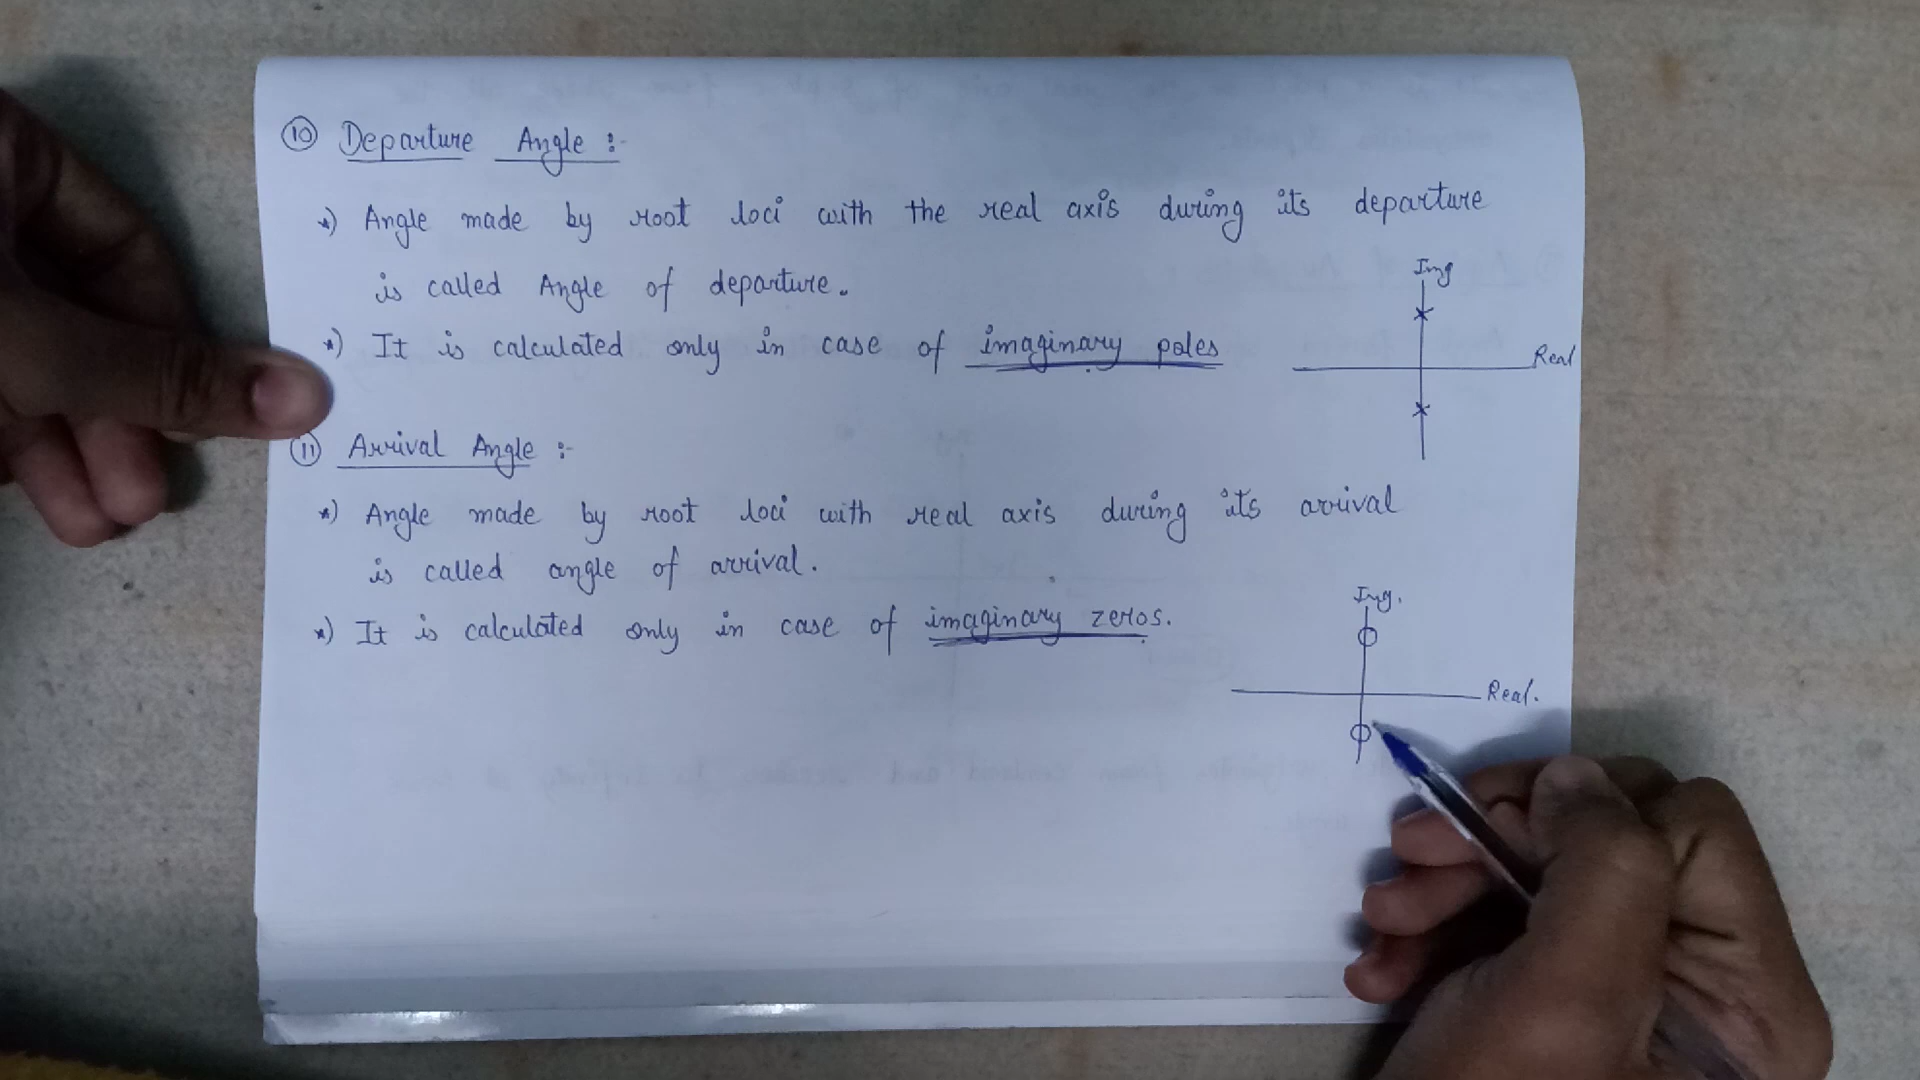 10 Departure Angle :-
*) Angle made by root loci with the real axis during its departure
is called Angle of departure.
*) It is calculated only in case of imaginary poles
Img
Real
11 Arrival Angle :-
*) Angle made by root loci with real axis during its arrival
is called angle of arrival.
*) It is calculated only in case of imaginary zeros.
Img.
Real.